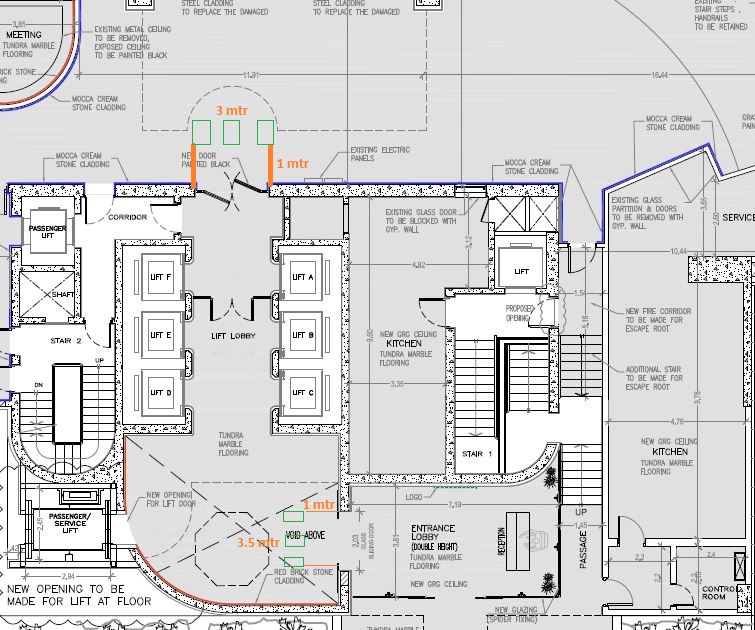 STEEL CLADDING
TO REPLACE THE DAMAGED
STEEL CLADDING
TO REPLACE THE DAMAGED
EXISTING
STAIR STEPS ,
HANDRAILS
TO BE RETAINED
3,85
MEETING
TUNDRA MARBLE
FLOORING
EXISTING METAL CEILING
TO BE REMOVED,
EXPOSED CEILING
TO BE PAINTED BLACK
BRICK STONE
11.91
16.44
MOCCA CREAM
STONE CLADDING
3 mtr
MOCCA CREAM
STONE CLADDING
MOCCA CREAM
STONE CLADDING
NEW DOOR
PAINTED BLACK
1 mtr
EXISTING ELECTRIC
PANELS
MOCCA CREAM
STONE CLADDING
CORRIDOR
PASSENGER
LIFT
SHAFT
STAIR 2
UP
DN
LIFT F
LIFT E
LIFT D
LIFT A
LIFT B
LIFT C
LIFT LOBBY
EXISTING GLASS DOOR
TO BE BLOCKED WITH
GYP. WALL
3,12
4,82
9,60
NEW GRG CEILING
KITCHEN
TUNDRA MARBLE
FLOORING
3,35
LIFT
PROPOSED
OPENING
1,54
5,16
EXISTING GLASS
PARTITION & DOORS
TO BE REMOVED WITH
GYP. WALL
3,65
2,60
SERVICE
10,44
NEW FIRE CORRIDOR
TO BE MADE FOR
ESCAPE ROOT
ADDITIONAL STAIR
TO BE MADE FOR
ESCAPE ROOT
9,76
4,76
NEW GRG CEILING
KITCHEN
TUNDRA MARBLE
FLOORING
TUNDRA
MARBLE
FLOORING
STAIR 1
NEW OPENING
FOR LIFT DOOR
PASSENGER/
SERVICE
LIFT
2,45
2,94
NEW OPENING TO BE
MADE FOR LIFT AT FLOOR
1 mtr
3.5 mtr
VOID ABOVE
RED BRICK STONE
CLADDING
2,03
GLASS
SLIDING DOOR
3,81
LOGO
7,19
ENTRANCE
LOBBY
(DOUBLE HEIGHT)
TUNDRA MARBLE
FLOORING
NEW GRG CEILING
RECEPTION
UP
1,45
PASSAGE
NEW GLAZING
(SPIDER FIXING)
2,2
2,4
2,2
CONTROL
ROOM
TUNDRA MARBLE